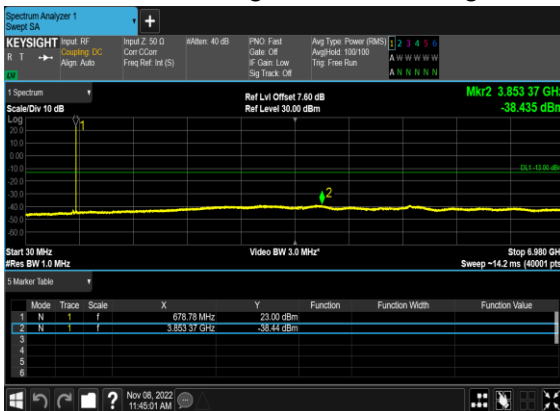 Spectrum Analyzer 1
Swept SA
KEYSIGHT Input: RF Input Z: 50 Ω #Atten: 40 dB PNO: Fast Avg Type: Power (RMS) 1 2 3 4 5 6
R T Coupling: DC Corr CCorr Gate: Off Avg|Hold: 100/100 A W W W W W
Align: Auto Freq Ref: Int (S) IF Gain: Low Trig: Free Run
Sig Track: Off A N N N N N
LW
1 Spectrum Ref Lvl Offset 7.60 dB Mkr2 3.853 37 GHz
Scale/Div 10 dB Ref Level 30.00 dBm -38.435 dBm
Log
20.0 1
10.0
0.00
-10.0 DL1 -13.00 dBm
-20.0
-30.0 2
-40.0
-50.0
-60.0
Start 30 MHz Video BW 3.0 MHz* Stop 6.980 GH
#Res BW 1.0 MHz Sweep ~14.2 ms (40001 pts
5 Marker Table
Mode Trace Scale X Y Function Function Width Function Value
1 N 1 f 678.78 MHz 23.00 dBm
2 N 1 f 3.853 37 GHz -38.44 dBm
3
4
5
6
? Nov 08, 2022
11:45:01 AM